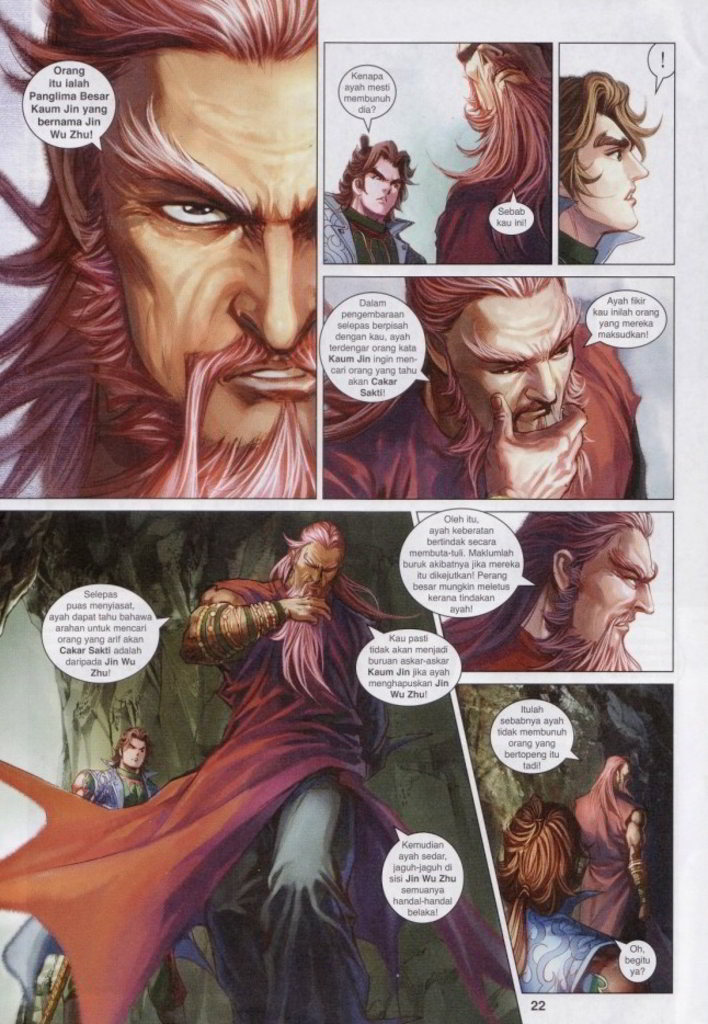 Orang
itu ialah
Panglima Besar
Kaum Jin yang
bernama Jin
Wu Zhu!
Kenapa
ayah mesti
membunuh
dia?
Sebab
kau ini!
!
Dalam
pengembaraan
selepas berpisah
dengan kau, ayah
terdengar orang kata
Kaum Jin ingin men-
cari orang yang tahu
akan Cakar
Sakti!
Ayah fikir
kau inilah orang
yang mereka
maksudkan!
Selepas
puas menyiasat,
ayah dapat tahu bahawa
arahan untuk mencari
orang yang arif akan
Cakar Sakti adalah
daripada Jin Wu
Zhu!
Kau pasti
tidak akan menjadi
buruan askar-askar
Kaum Jin jika ayah
menghapuskan Jin
Wu Zhu!
Kemudian
ayah sedar,
jaguh-jaguh di
sisi Jin Wu Zhu
semuanya
handal-handal
belaka!
Oleh itu,
ayah keberatan
bertindak secara
membuta-tuli. Maklumlah
buruk akibatnya jika mereka
itu dikejutkan! Perang
besar mungkin meletus
kerana tindakan
ayah!
Itulah
sebabnya ayah
tidak membunuh
orang yang
bertopeng itu
tadi!
Oh,
begitu
ya?
22